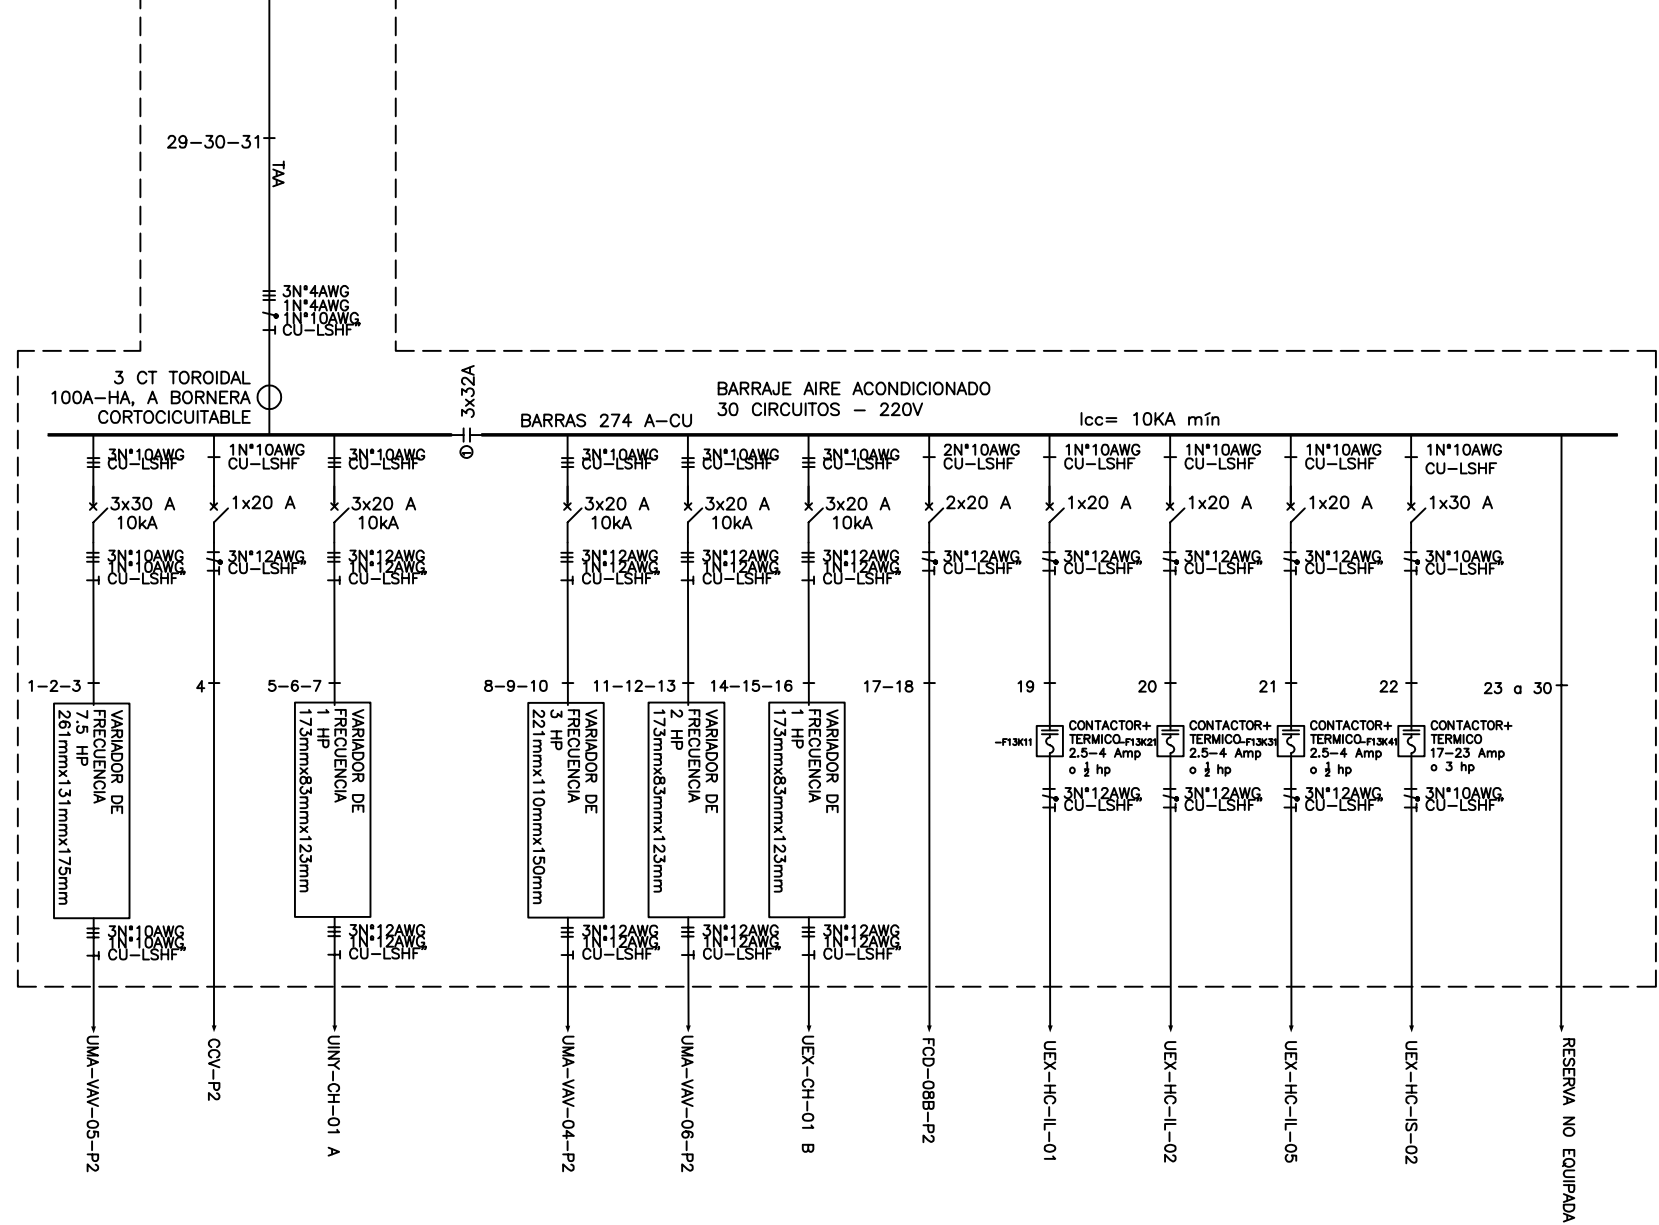 29-30-31
TAA
3N°4AWG
1N°4AWG
1N°10AWG
CU-LSHF"
3 CT TOROIDAL
100A-HA, A BORNERA
CORTOCICUITABLE
3x32A
BARRAJE AIRE ACONDICIONADO
30 CIRCUITOS - 220V
BARRAS 274 A-CU
Icc= 10KA mín
3N°10AWG
CU-LSHF
3x30 A
10kA
3N°10AWG
1N°10AWG
CU-LSHF"
1-2-3
VARIADOR DE
FRECUENCIA
7.5 HP
261mmx131mmx175mm
3N°10AWG
1N°10AWG
CU-LSHF"
UMA-VAV-05-P2
1N°10AWG
CU-LSHF
1x20 A
3N°12AWG
CU-LSHF"
4
CCV-P2
3N°10AWG
CU-LSHF
3x20 A
10kA
3N°12AWG
1N°12AWG
CU-LSHF"
5-6-7
VARIADOR DE
FRECUENCIA
1 HP
173mmx83mmx123mm
3N°12AWG
1N°12AWG
CU-LSHF"
UINY-CH-01 A
3N°10AWG
CU-LSHF
3x20 A
10kA
3N°12AWG
1N°12AWG
CU-LSHF"
8-9-10
VARIADOR DE
FRECUENCIA
3 HP
221mmx110mmx150mm
3N°12AWG
1N°12AWG
CU-LSHF"
UMA-VAV-04-P2
3N°10AWG
CU-LSHF
3x20 A
10kA
3N°12AWG
1N°12AWG
CU-LSHF"
11-12-13
VARIADOR DE
FRECUENCIA
2 HP
173mmx83mmx123mm
3N°12AWG
1N°12AWG
CU-LSHF"
UMA-VAV-06-P2
3N°10AWG
CU-LSHF
3x20 A
10kA
3N°12AWG
1N°12AWG
CU-LSHF"
14-15-16
VARIADOR DE
FRECUENCIA
1 HP
173mmx83mmx123mm
3N°12AWG
1N°12AWG
CU-LSHF"
UEX-CH-01 B
2N°10AWG
CU-LSHF
2x20 A
3N°12AWG
CU-LSHF"
17-18
FCD-08B-P2
1N°10AWG
CU-LSHF
1x20 A
3N°12AWG
CU-LSHF"
19
-F13K11
CONTACTOR+
TERMICO
2.5-4 Amp
o ½ hp
3N°12AWG
CU-LSHF"
UEX-HC-IL-01
1N°10AWG
CU-LSHF
1x20 A
3N°12AWG
CU-LSHF"
20
-F13K21
CONTACTOR+
TERMICO
2.5-4 Amp
o ½ hp
3N°12AWG
CU-LSHF"
UEX-HC-IL-02
1N°10AWG
CU-LSHF
1x20 A
3N°12AWG
CU-LSHF"
21
-F13K31
CONTACTOR+
TERMICO
2.5-4 Amp
o ½ hp
3N°12AWG
CU-LSHF"
UEX-HC-IL-05
1N°10AWG
CU-LSHF
1x30 A
3N°10AWG
CU-LSHF"
22
-F13K41
CONTACTOR+
TERMICO
17-23 Amp
o 3 hp
3N°10AWG
CU-LSHF"
UEX-HC-IS-02
23 a 30
RESERVA NO EQUIPADA